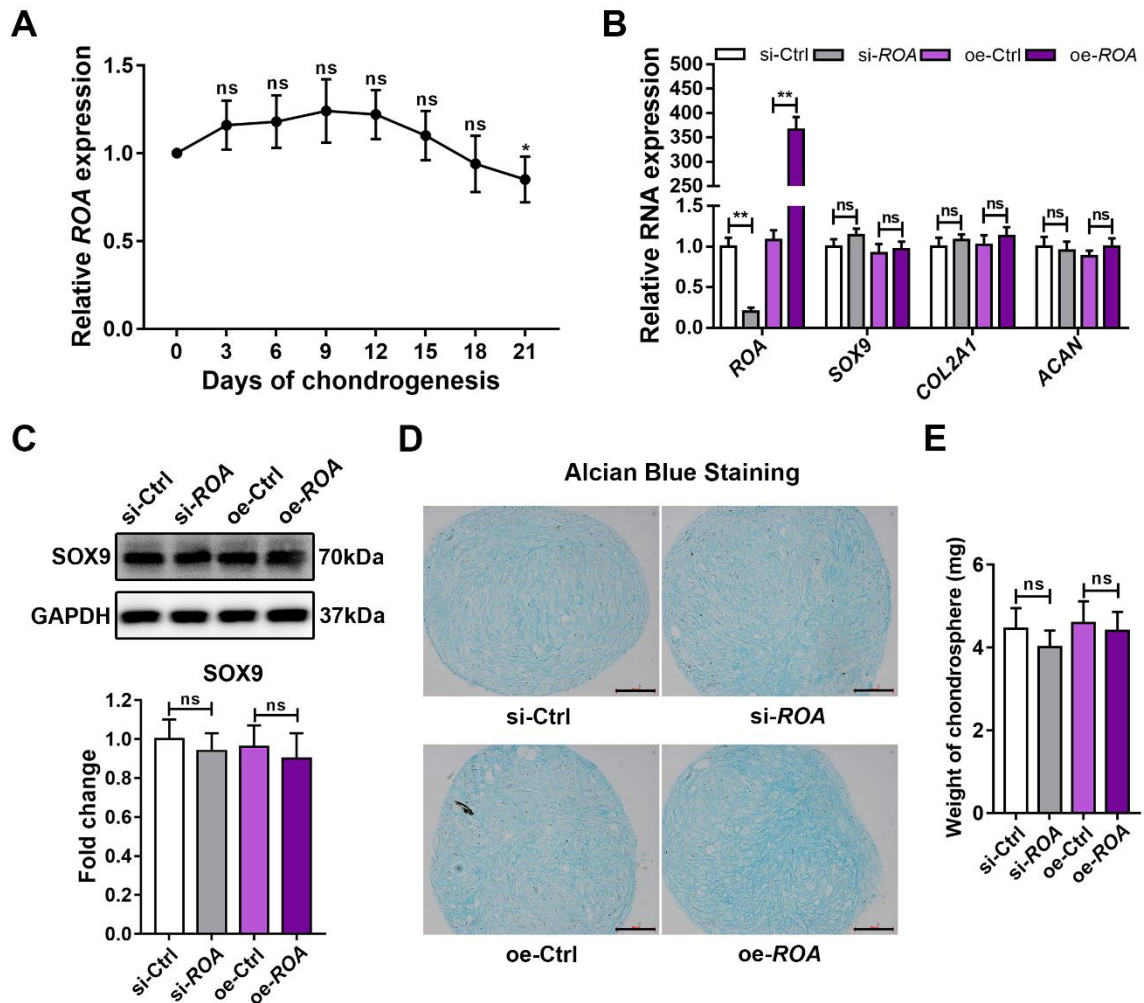 A
Relative ROA expression
1.5
1.0
0.5
0.0
ns ns ns ns ns ns *
0 3 6 9 12 15 18 21
Days of chondrogenesis
B
si-Ctrl si-ROA oe-Ctrl oe-ROA
Relative RNA expression
500
450
400
350
300
250
200
150
100
50
1.5
1.0
0.5
0.0
** ** ns ns ns ns ns ns
ROA SOX9 COL2A1 ACAN
C
si-Ctrl si-ROA oe-Ctrl oe-ROA
SOX9 70kDa
GAPDH 37kDa
SOX9
Fold change
1.2
1.0
0.8
0.6
0.4
0.2
0.0
ns ns
si-Ctrl si-ROA oe-Ctrl oe-ROA
D
Alcian Blue Staining
si-Ctrl si-ROA
oe-Ctrl oe-ROA
E
Weight of chondrosphere (mg)
6
4
2
0
ns ns
si-Ctrl si-ROA oe-Ctrl oe-ROA